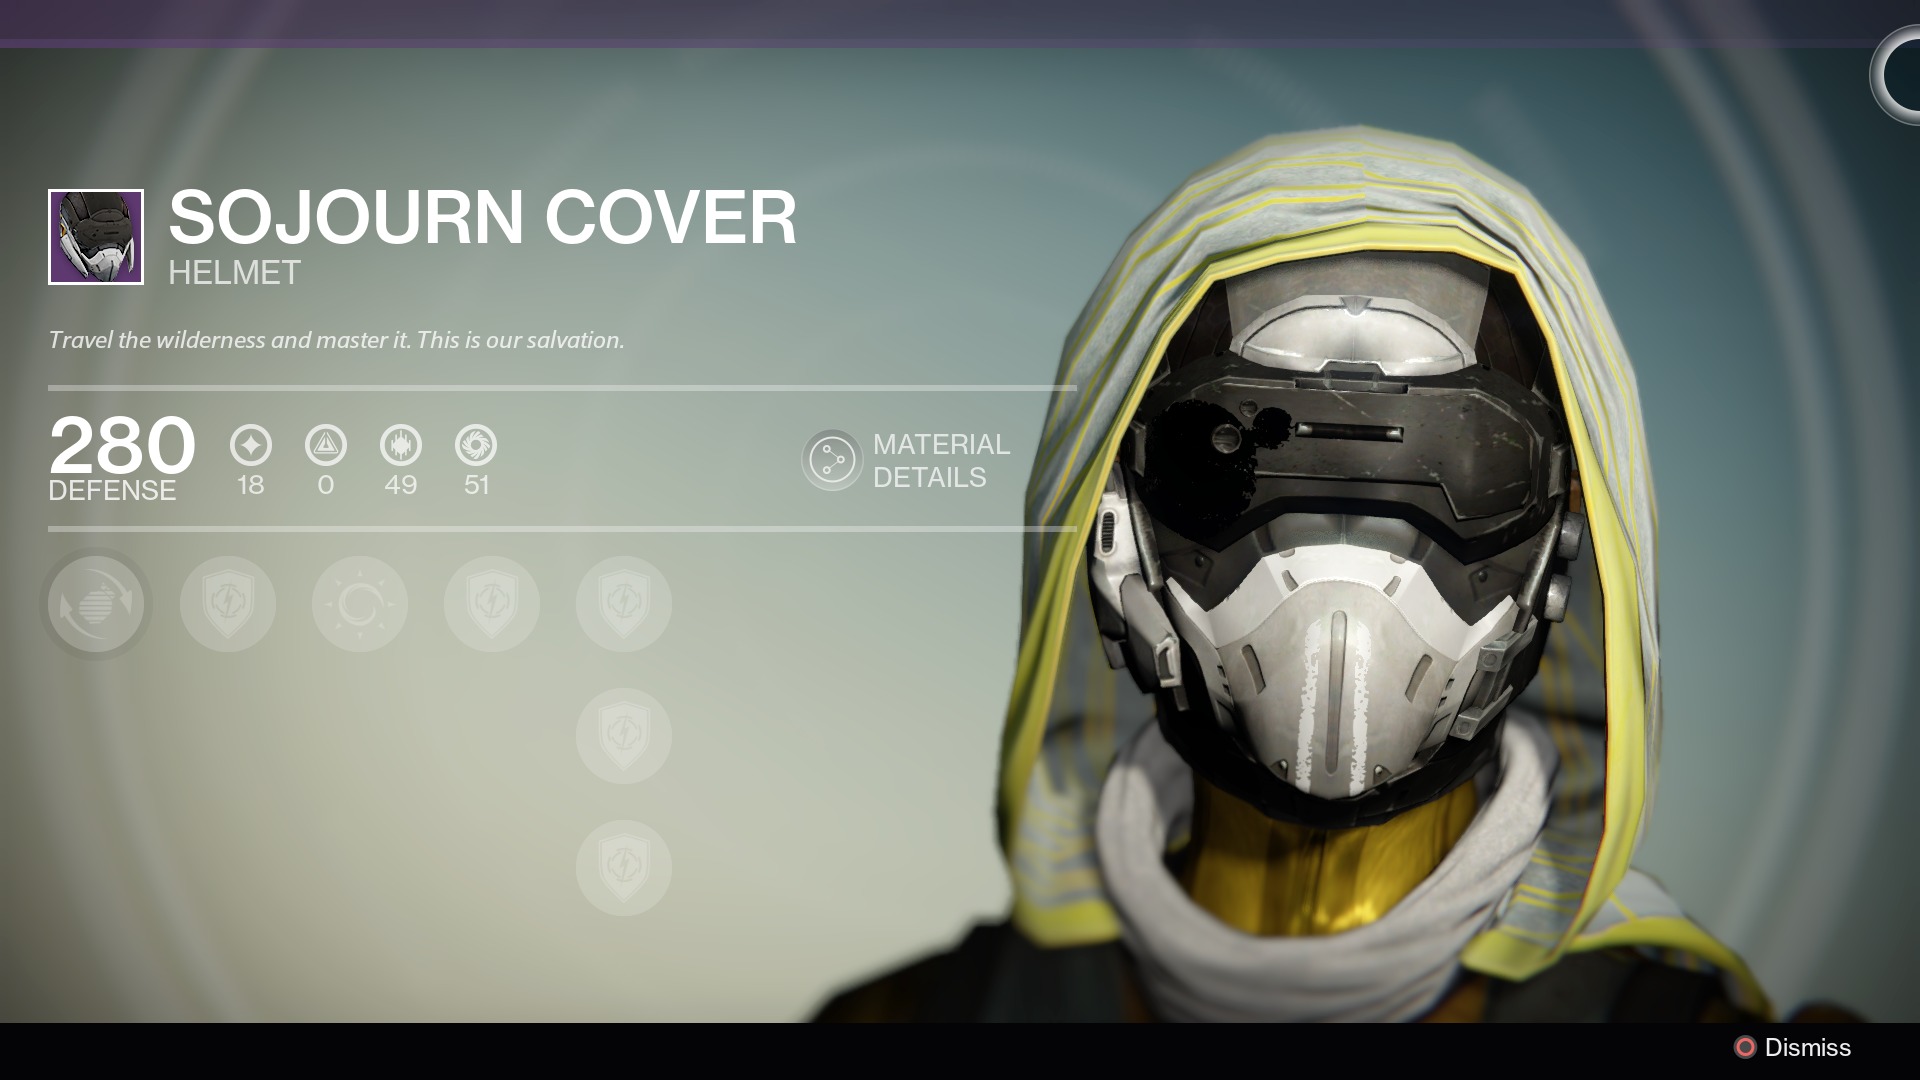 SOJOURN COVER
HELMET
Travel the wilderness and master it. This is our salvation.
280
DEFENSE
18
0
49
51
MATERIAL
DETAILS
Dismiss